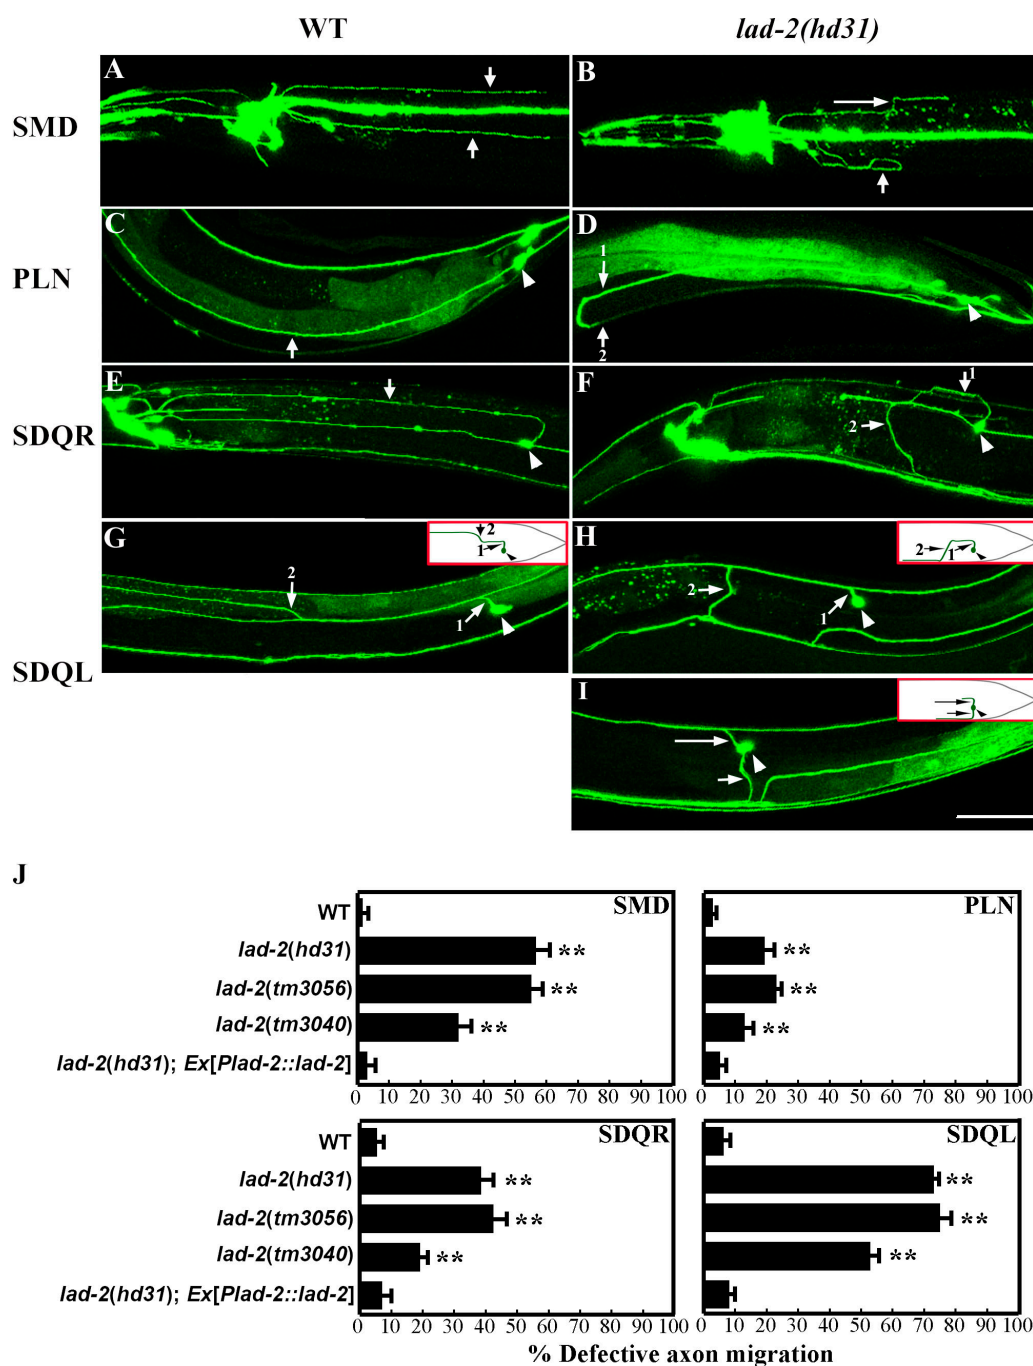 WT lad-2(hd31)
SMD A B
PLN C D 1 2
SDQR E F 1 2
G 2 1 2 1 H 2 1 2 1
SDQL
I
J
WT SMD PLN
lad-2(hd31) ** **
lad-2(tm3056) ** **
lad-2(tm3040) ** **
lad-2(hd31); Ex[Plad-2::lad-2]
0 10 20 30 40 50 60 70 80 90 100 0 10 20 30 40 50 60 70 80 90 100
WT SDQR SDQL
lad-2(hd31) ** **
lad-2(tm3056) ** **
lad-2(tm3040) ** **
lad-2(hd31); Ex[Plad-2::lad-2]
0 10 20 30 40 50 60 70 80 90 100 0 10 20 30 40 50 60 70 80 90 100
% Defective axon migration